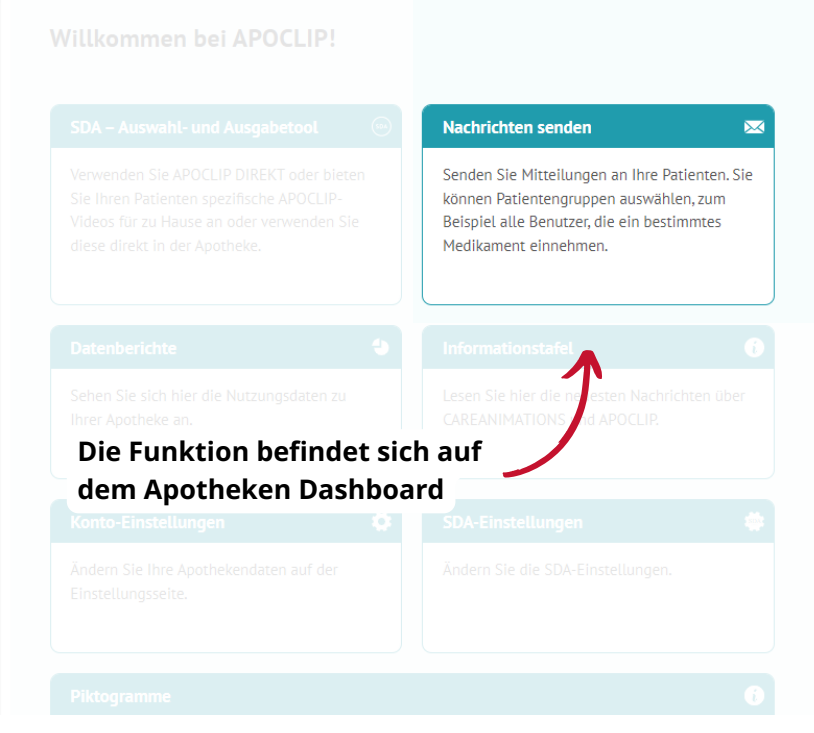 Willkommen bei APOCLIP!
SDA – Auswahl- und Ausgabetool
Verwenden Sie APOCLIP DIREKT oder bieten
Sie Ihren Patienten spezifische APOCLIP-
Videos für zu Hause an oder verwenden Sie
diese direkt in der Apotheke.
Nachrichten senden
Senden Sie Mitteilungen an Ihre Patienten. Sie
können Patientengruppen auswählen, zum
Beispiel alle Benutzer, die ein bestimmtes
Medikament einnehmen.
Datenberichte
Sehen Sie sich hier die Nutzungsdaten zu
Ihrer Apotheke an.
Informationstafel
Lesen Sie hier die neuesten Nachrichten über
CAREANIMATIONS und APOCLIP.
Die Funktion befindet sich auf
dem Apotheken Dashboard
Konto-Einstellungen
Ändern Sie Ihre Apothekendaten auf der
Einstellungsseite.
SDA-Einstellungen
Ändern Sie die SDA-Einstellungen.
Piktogramme